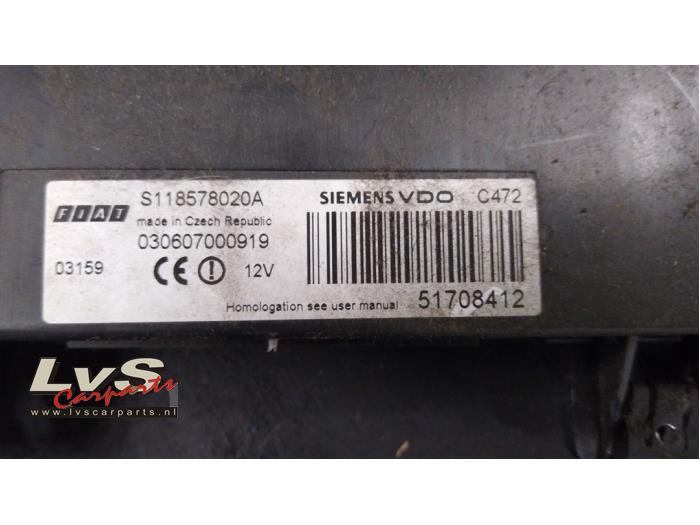 FIAT
S118578020A
SIEMENS VDO C472
made in Czech Republic
030607000919
03159 CE 12V
Homologation see user manual
51708412
LvS
Carparts
www.lvscarparts.nl